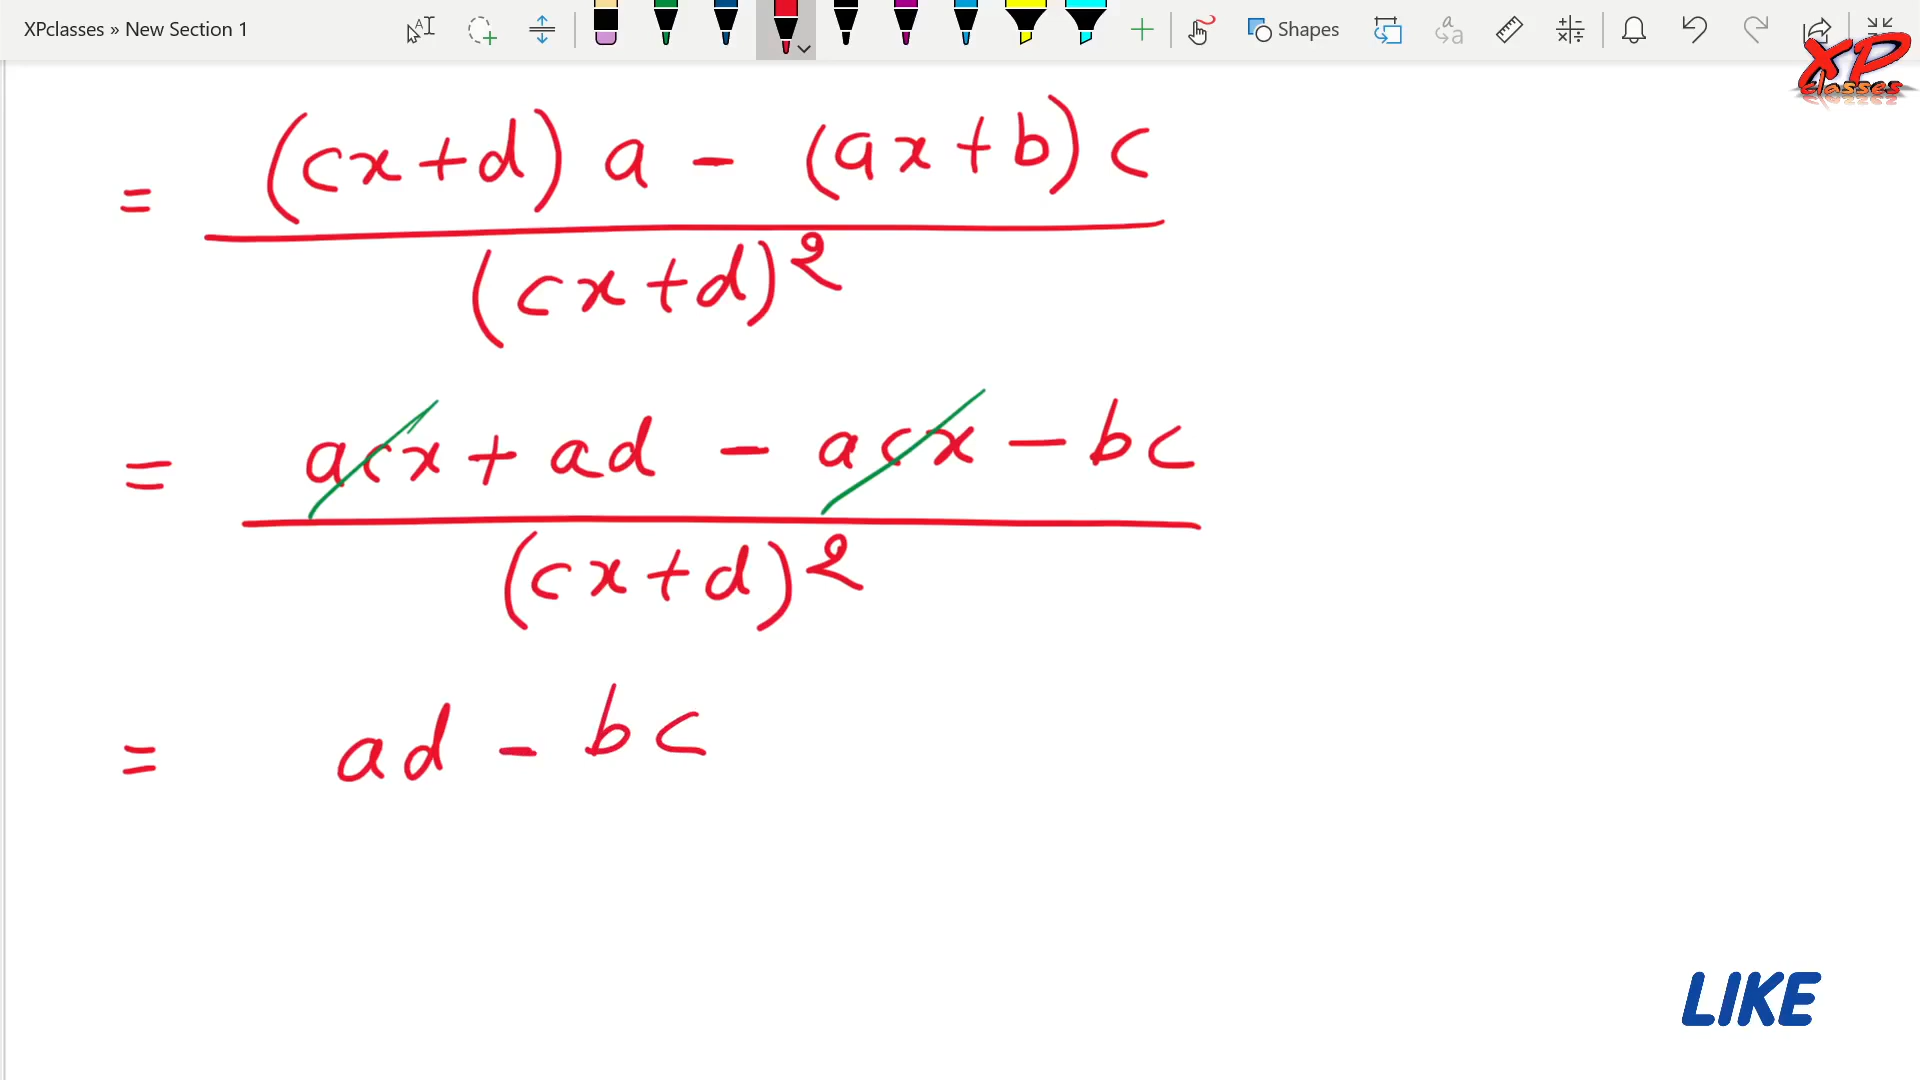 XPclasses » New Section 1
Shapes
XP
classes
= (cx+d) a - (ax+b) c
(cx+d)²
= acx + ad - acx - bc
(cx+d)²
= ad - bc
LIKE